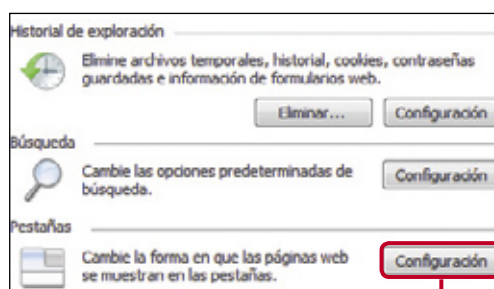 Historial de exploración
Elimine archivos temporales, historial, cookies, contraseñas
guardadas e información de formularios web.
Eliminar... Configuración
Búsqueda
Cambie las opciones predeterminadas de
búsqueda.
Configuración
Pestañas
Cambie la forma en que las páginas web
se muestran en las pestañas.
Configuración